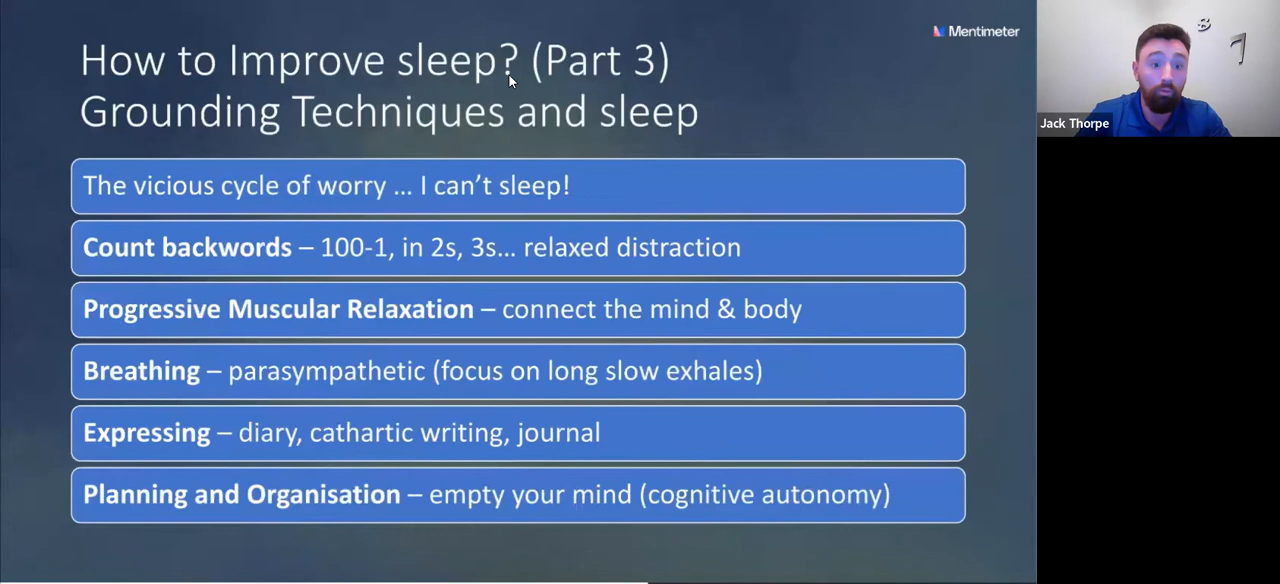 Mentimeter
How to Improve sleep? (Part 3)
Grounding Techniques and sleep
The vicious cycle of worry … I can’t sleep!
Count backwords – 100-1, in 2s, 3s… relaxed distraction
Progressive Muscular Relaxation – connect the mind & body
Breathing – parasympathetic (focus on long slow exhales)
Expressing – diary, cathartic writing, journal
Planning and Organisation – empty your mind (cognitive autonomy)
Jack Thorpe
7